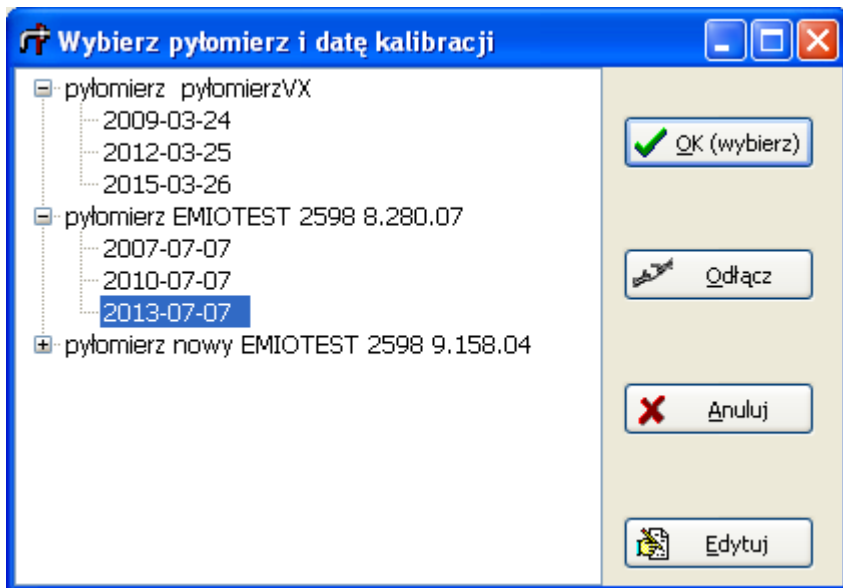 Wybierz pyłomierz i datę kalibracji
pyłomierz  pyłomierzVX
2009-03-24
2012-03-25
2015-03-26
pyłomierz EMIOTEST 2598 8.280.07
2007-07-07
2010-07-07
2013-07-07
pyłomierz nowy EMIOTEST 2598 9.158.04
OK (wybierz)
Odłącz
Anuluj
Edytuj